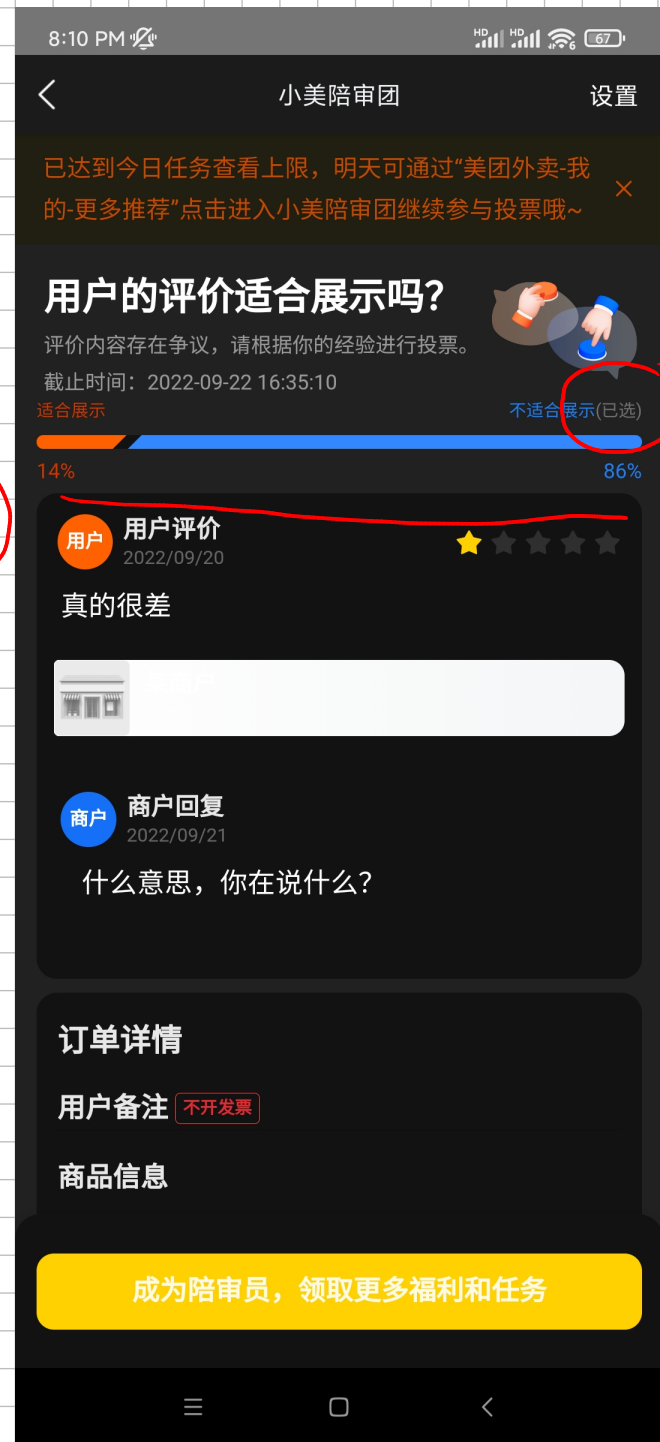 8:10 PM
HD
HD
6
67
小美陪审团
设置
已达到今日任务查看上限，明天可通过“美团外卖-我
的-更多推荐”点击进入小美陪审团继续参与投票哦~
用户的评价适合展示吗？
评价内容存在争议，请根据你的经验进行投票。
截止时间：2022-09-22 16:35:10
适合展示
不适合展示(已选)
14%
86%
用户
用户评价
2022/09/20
真的很差
商户
商户回复
2022/09/21
什么意思，你在说什么？
订单详情
用户备注
不开发票
商品信息
成为陪审员，领取更多福利和任务